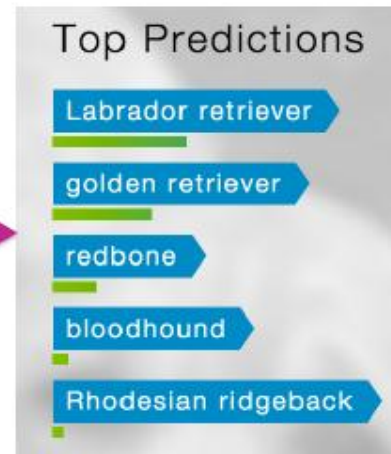 Top Predictions
Labrador retriever
golden retriever
redbone
bloodhound
Rhodesian ridgeback